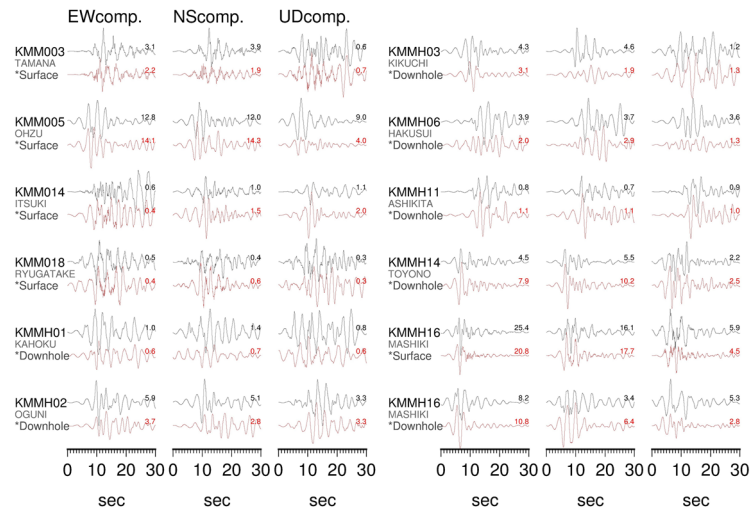 EWcomp. NScomp. UDcomp.
KMM003 3.1 3.9 0.6
TAMANA
*Surface 2.2 1.9 0.7
KMM005 12.8 12.0 9.0
OHZU
*Surface 14.1 14.3 4.0
KMM014 0.6 1.0 1.1
ITSUKI
*Surface 0.4 1.5 2.0
KMM018 0.5 0.4 0.3
RYUGATAKE
*Surface 0.4 0.6 0.3
KMMH01 1.0 1.4 0.8
KAHOKU
*Downhole 0.6 0.7 0.6
KMMH02 5.9 5.1 3.3
OGUNI
*Downhole 3.7 2.8 3.3
0 10 20 30 0 10 20 30 0 10 20 30
sec sec sec
KMMH03 4.3 4.6 1.2
KIKUCHI
*Downhole 3.1 1.9 1.3
KMMH06 3.9 3.7 3.6
HAKUSUI
*Downhole 2.0 2.9 1.3
KMMH11 0.8 0.7 0.9
ASHIKITA
*Downhole 1.1 1.1 1.0
KMMH14 4.5 5.5 2.2
TOYONO
*Downhole 7.9 10.2 2.5
KMMH16 25.4 16.1 5.9
MASHIKI
*Surface 20.8 17.7 4.5
KMMH16 8.2 3.4 5.3
MASHIKI
*Downhole 10.8 6.4 2.8
0 10 20 30 0 10 20 30 0 10 20 30
sec sec sec